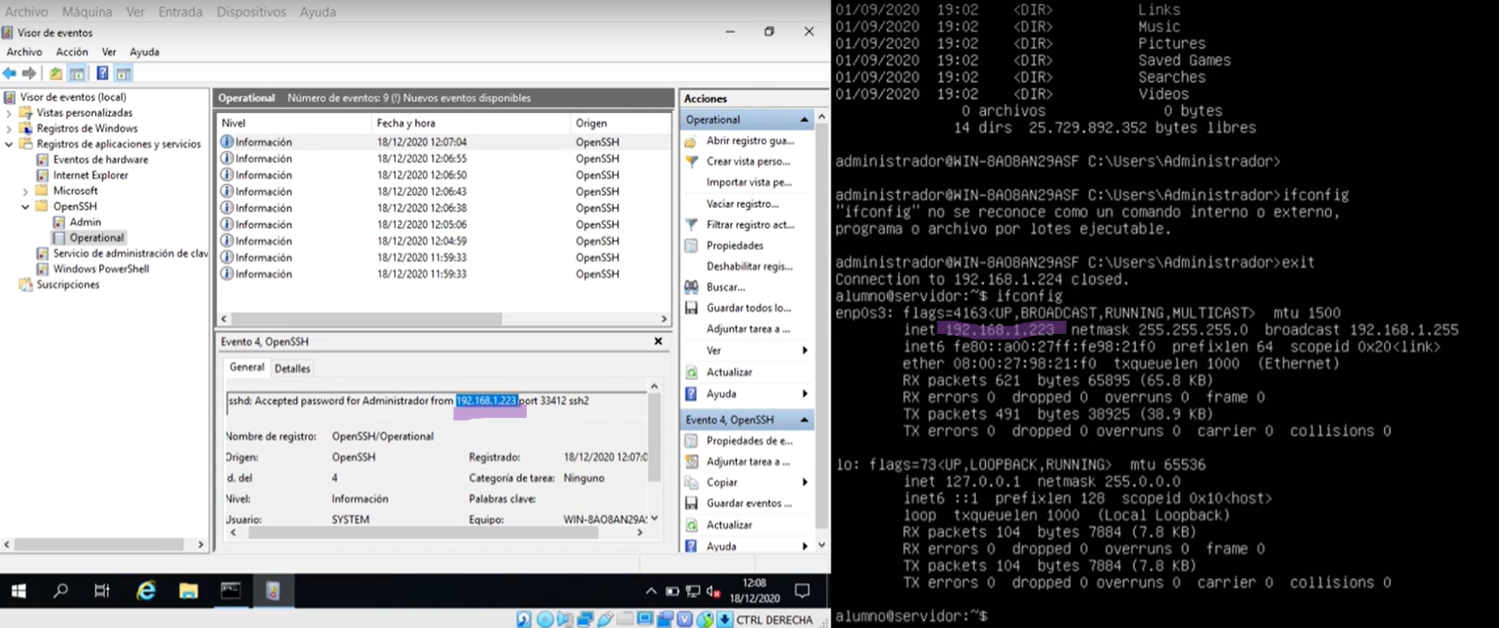 Archivo Máquina Ver Entrada Dispositivos Ayuda
Visor de eventos
Archivo Acción Ver Ayuda
Visor de eventos (local)
Vistas personalizadas
Registros de Windows
Registros de aplicaciones y servicios
Eventos de hardware
Internet Explorer
Microsoft
OpenSSH
Admin
Operational
Servicio de administración de clav
Windows PowerShell
Suscripciones
Operational Número de eventos: 9 (!) Nuevos eventos disponibles
Nivel Fecha y hora Origen
Información 18/12/2020 12:07:04 OpenSSH
Información 18/12/2020 12:06:55 OpenSSH
Información 18/12/2020 12:06:50 OpenSSH
Información 18/12/2020 12:06:43 OpenSSH
Información 18/12/2020 12:06:38 OpenSSH
Información 18/12/2020 12:05:06 OpenSSH
Información 18/12/2020 12:04:59 OpenSSH
Información 18/12/2020 11:59:33 OpenSSH
Información 18/12/2020 11:59:33 OpenSSH
Evento 4, OpenSSH
General Detalles
sshd: Accepted password for Administrador from 192.168.1.223 port 33412 ssh2
Nombre de registro: OpenSSH/Operational
Origen: OpenSSH Registrado: 18/12/2020 12:07:0
d. del 4 Categoría de tarea: Ninguno
Nivel: Información Palabras clave:
Usuario: SYSTEM Equipo: WIN-8AO8AN29A
Acciones
Operational
Abrir registro gua...
Crear vista perso...
Importar vista pe...
Vaciar registro...
Filtrar registro act...
Propiedades
Deshabilitar regis...
Buscar...
Guardar todos lo...
Adjuntar tarea a ...
Ver
Actualizar
Ayuda
Evento 4, OpenSSH
Propiedades de e...
Adjuntar tarea a ...
Copiar
Guardar eventos ...
Actualizar
Ayuda
12:08
18/12/2020
CTRL DERECHA
01/09/2020 19:02 <DIR> Links
01/09/2020 19:02 <DIR> Music
01/09/2020 19:02 <DIR> Pictures
01/09/2020 19:02 <DIR> Saved Games
01/09/2020 19:02 <DIR> Searches
01/09/2020 19:02 <DIR> Videos
0 archivos 0 bytes
14 dirs 25.729.892.352 bytes libres
administrador@WIN-8AO8AN29ASF C:\Users\Administrador>
administrador@WIN-8AO8AN29ASF C:\Users\Administrador>ifconfig
"ifconfig" no se reconoce como un comando interno o externo,
programa o archivo por lotes ejecutable.
administrador@WIN-8AO8AN29ASF C:\Users\Administrador>exit
Connection to 192.168.1.224 closed.
alumno@servidor:~$ ifconfig
enp0s3: flags=4163<UP,BROADCAST,RUNNING,MULTICAST> mtu 1500
inet 192.168.1.223 netmask 255.255.255.0 broadcast 192.168.1.255
inet6 fe80::a00:27ff:fe98:21f0 prefixlen 64 scopeid 0x20<link>
ether 08:00:27:98:21:f0 txqueuelen 1000 (Ethernet)
RX packets 621 bytes 65895 (65.8 KB)
RX errors 0 dropped 0 overruns 0 frame 0
TX packets 491 bytes 38925 (38.9 KB)
TX errors 0 dropped 0 overruns 0 carrier 0 collisions 0
lo: flags=73<UP,LOOPBACK,RUNNING> mtu 65536
inet 127.0.0.1 netmask 255.0.0.0
inet6 ::1 prefixlen 128 scopeid 0x10<host>
loop txqueuelen 1000 (Local Loopback)
RX packets 104 bytes 7884 (7.8 KB)
RX errors 0 dropped 0 overruns 0 frame 0
TX packets 104 bytes 7884 (7.8 KB)
TX errors 0 dropped 0 overruns 0 carrier 0 collisions 0
alumno@servidor:~$